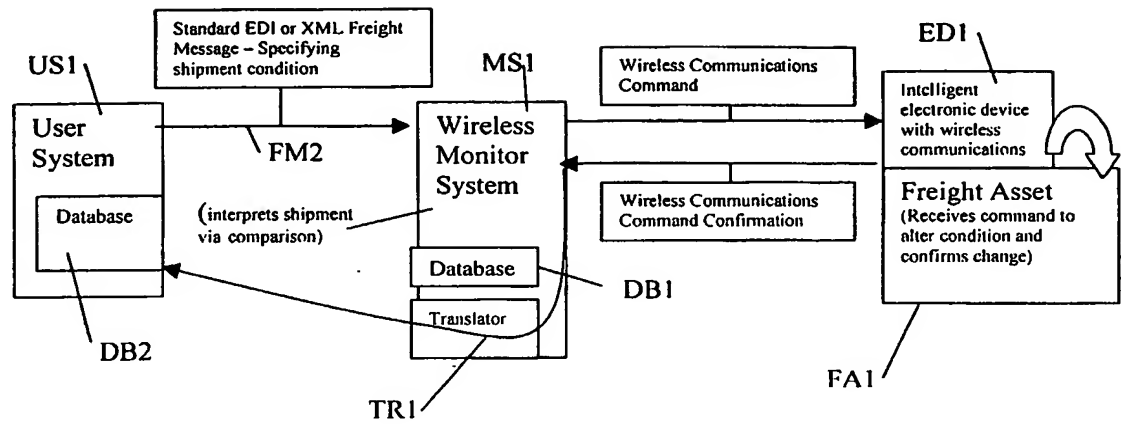 Standard EDI or XML Freight
Message – Specifying
shipment condition
US1
MS1
ED1
Wireless Communications
Command
User
System
FM2
Wireless
Monitor
System
Intelligent
electronic device
with wireless
communications
Database
(interprets shipment
via comparison)
Wireless Communications
Command Confirmation
Freight Asset
(Receives command to
alter condition and
confirms change)
Database
DB1
Translator
DB2
TR1
FA1